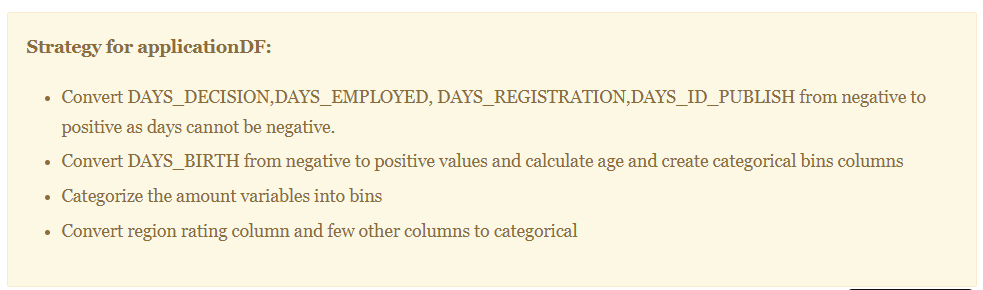 Strategy for applicationDF:
• Convert DAYS_DECISION,DAYS_EMPLOYED, DAYS_REGISTRATION,DAYS_ID_PUBLISH from negative to
positive as days cannot be negative.
• Convert DAYS_BIRTH from negative to positive values and calculate age and create categorical bins columns
• Categorize the amount variables into bins
• Convert region rating column and few other columns to categorical